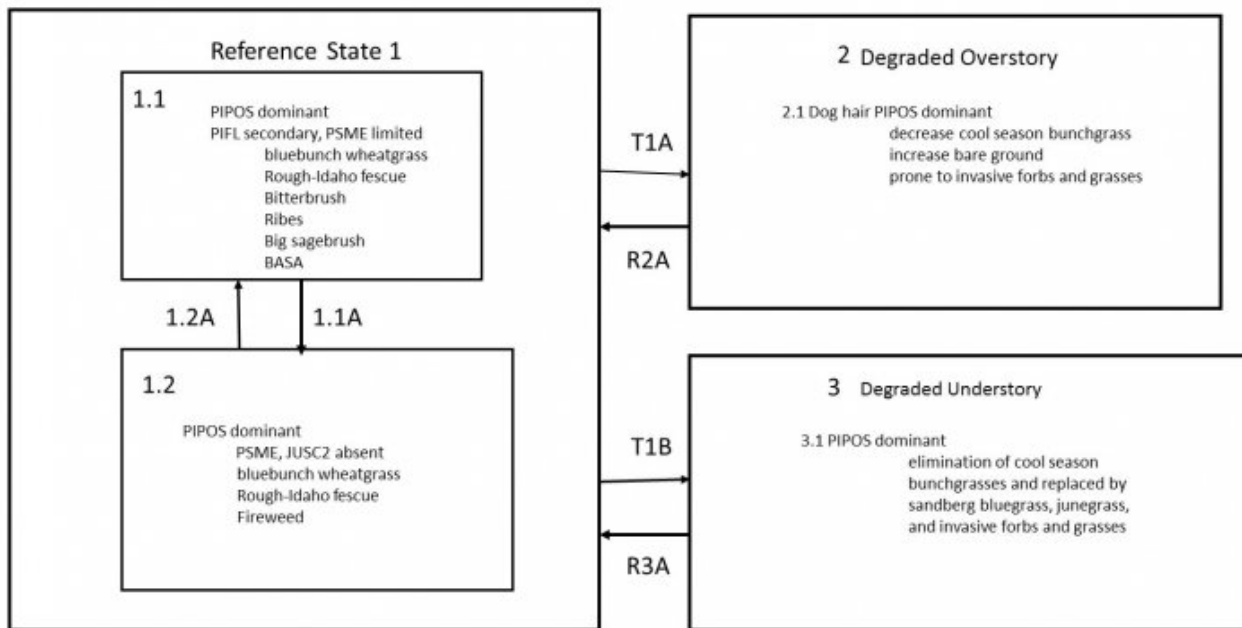 Reference State 1
1.1
PIPOS dominant
PIFL secondary, PSME limited
bluebunch wheatgrass
Rough-Idaho fescue
Bitterbrush
Ribes
Big sagebrush
BASA
1.2A
1.1A
1.2
PIPOS dominant
PSME, JUSC2 absent
bluebunch wheatgrass
Rough-Idaho fescue
Fireweed
T1A
R2A
T1B
R3A
2 Degraded Overstory
2.1 Dog hair PIPOS dominant
decrease cool season bunchgrass
increase bare ground
prone to invasive forbs and grasses
3 Degraded Understory
3.1 PIPOS dominant
elimination of cool season
bunchgrasses and replaced by
sandberg bluegrass, junegrass,
and invasive forbs and grasses